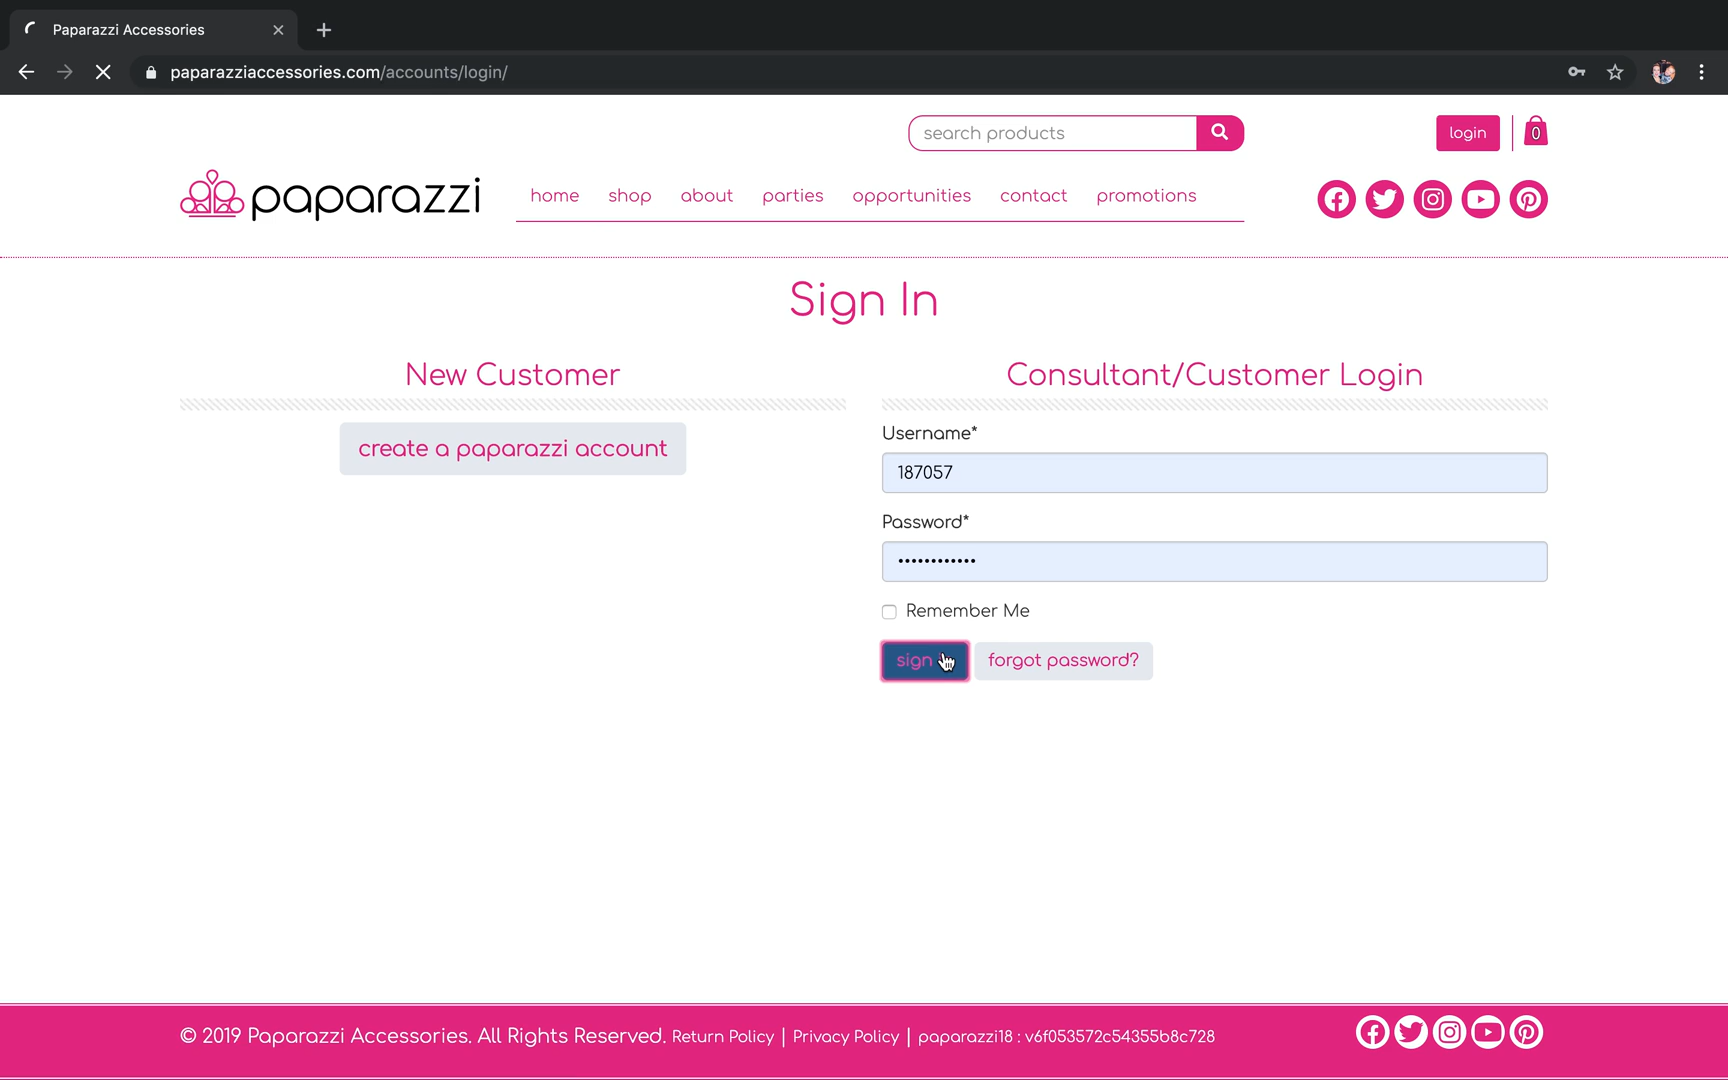 Paparazzi Accessories
paparazziaccessories.com/accounts/login/
search products
login
0
paparazzi
home shop about parties opportunities contact promotions
Sign In
New Customer
create a paparazzi account
Consultant/Customer Login
Username*
187057
Password*
••••••••••••
Remember Me
sign
forgot password?
© 2019 Paparazzi Accessories. All Rights Reserved. Return Policy | Privacy Policy | paparazzi18 : v6f053572c54355b8c728